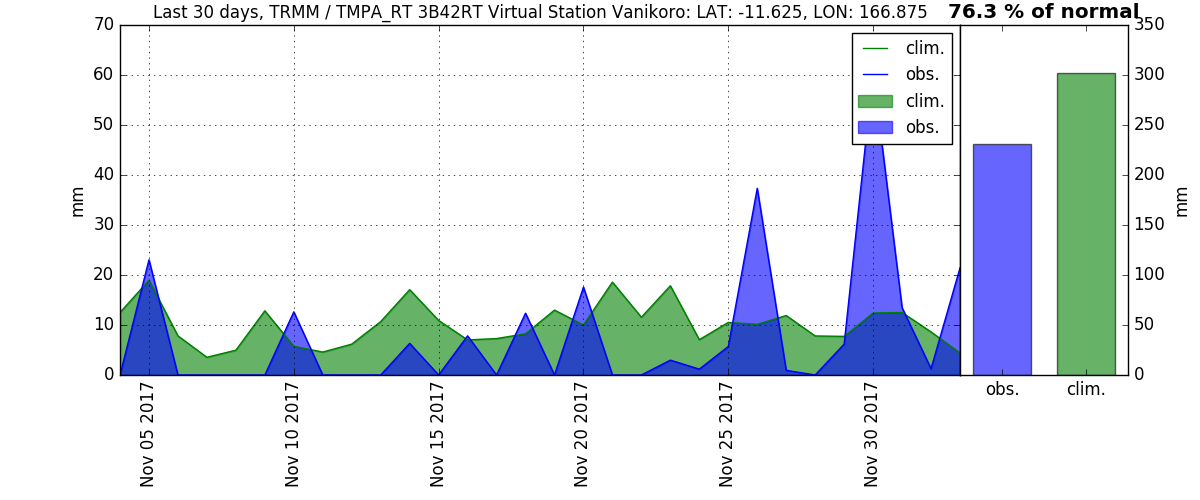 Last 30 days, TRMM / TMPA_RT 3B42RT Virtual Station Vanikoro: LAT: -11.625, LON: 166.875
76.3 % of normal
70
60
50
40
30
20
10
0
mm
clim.
obs.
clim.
obs.
Nov 05 2017
Nov 10 2017
Nov 15 2017
Nov 20 2017
Nov 25 2017
Nov 30 2017
350
300
250
200
150
100
50
0
mm
obs.
clim.